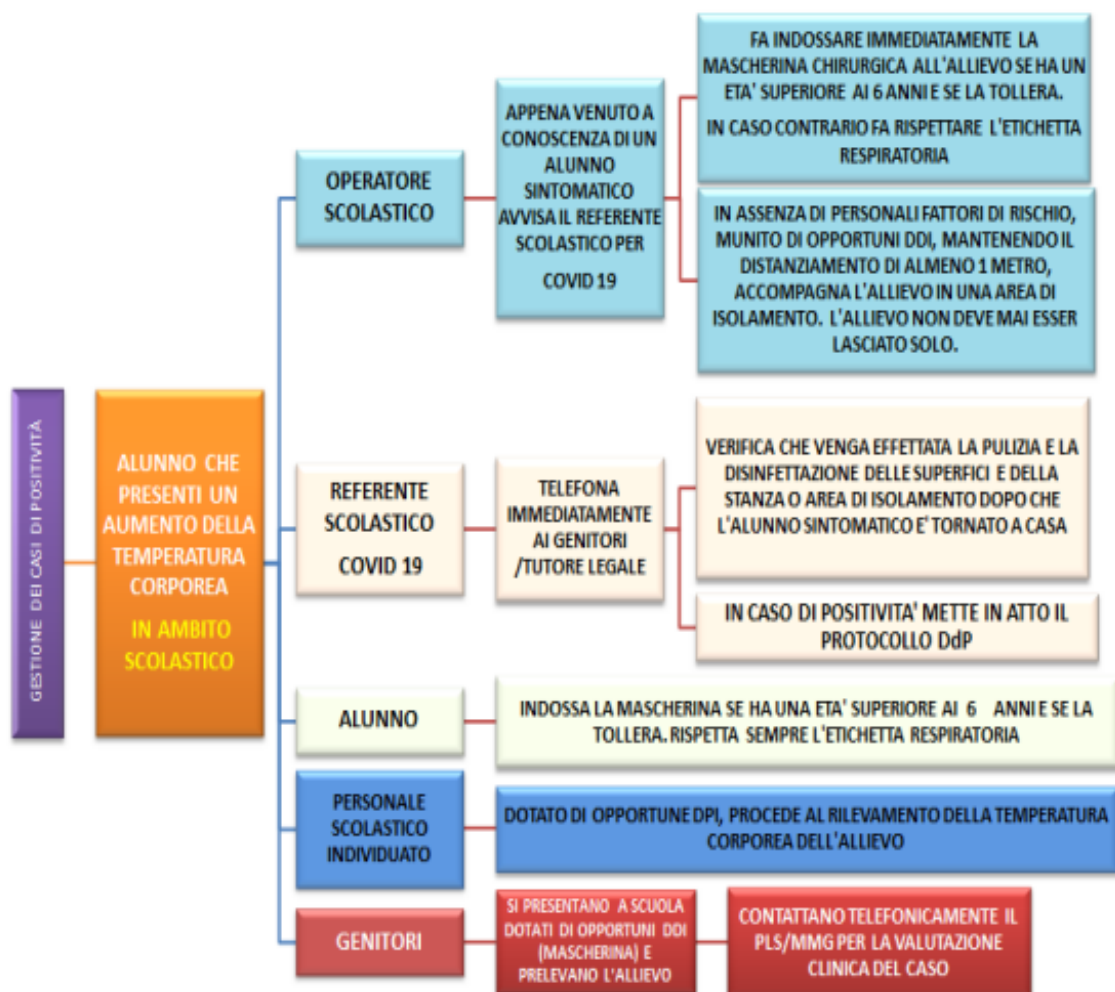 GESTIONE DEI CASI DI POSITIVITÀ
ALUNNO CHE
PRESENTI UN
AUMENTO DELLA
TEMPERATURA
CORPOREA
IN AMBITO
SCOLASTICO
OPERATORE
SCOLASTICO
APPENA VENUTO A
CONOSCENZA DI UN
ALUNNO
SINTOMATICO
AVVISA IL REFERENTE
SCOLASTICO PER
COVID 19
FA INDOSSARE IMMEDIATAMENTE LA
MASCHERINA CHIRURGICA ALL'ALLIEVO SE HA UN
ETA' SUPERIORE AI 6 ANNI E SE LA TOLLERA.
IN CASO CONTRARIO FA RISPETTARE L'ETICHETTA
RESPIRATORIA
IN ASSENZA DI PERSONALI FATTORI DI RISCHIO,
MUNITO DI OPPORTUNI DDI, MANTENENDO IL
DISTANZIAMENTO DI ALMENO 1 METRO,
ACCOMPAGNA L'ALLIEVO IN UNA AREA DI
ISOLAMENTO. L'ALLIEVO NON DEVE MAI ESSER
LASCIATO SOLO.
REFERENTE
SCOLASTICO
COVID 19
TELEFONA
IMMEDIATAMENTE
AI GENITORI
/TUTORE LEGALE
VERIFICA CHE VENGA EFFETTATA LA PULIZIA E LA
DISINFETTAZIONE DELLE SUPERFICI E DELLA
STANZA O AREA DI ISOLAMENTO DOPO CHE
L'ALUNNO SINTOMATICO E' TORNATO A CASA
IN CASO DI POSITIVITA' METTE IN ATTO IL
PROTOCOLLO DdP
ALUNNO
INDOSSA LA MASCHERINA SE HA UNA ETA' SUPERIORE AI 6 ANNI E SE LA
TOLLERA. RISPETTA SEMPRE L'ETICHETTA RESPIRATORIA
PERSONALE
SCOLASTICO
INDIVIDUATO
DOTATO DI OPPORTUNE DPI, PROCEDE AL RILEVAMENTO DELLA TEMPERATURA
CORPOREA DELL'ALLIEVO
GENITORI
SI PRESENTANO A SCUOLA
DOTATI DI OPPORTUNI DDI
(MASCHERINA) E
PRELEVANO L'ALLIEVO
CONTATTANO TELEFONICAMENTE IL
PLS/MMG PER LA VALUTAZIONE
CLINICA DEL CASO